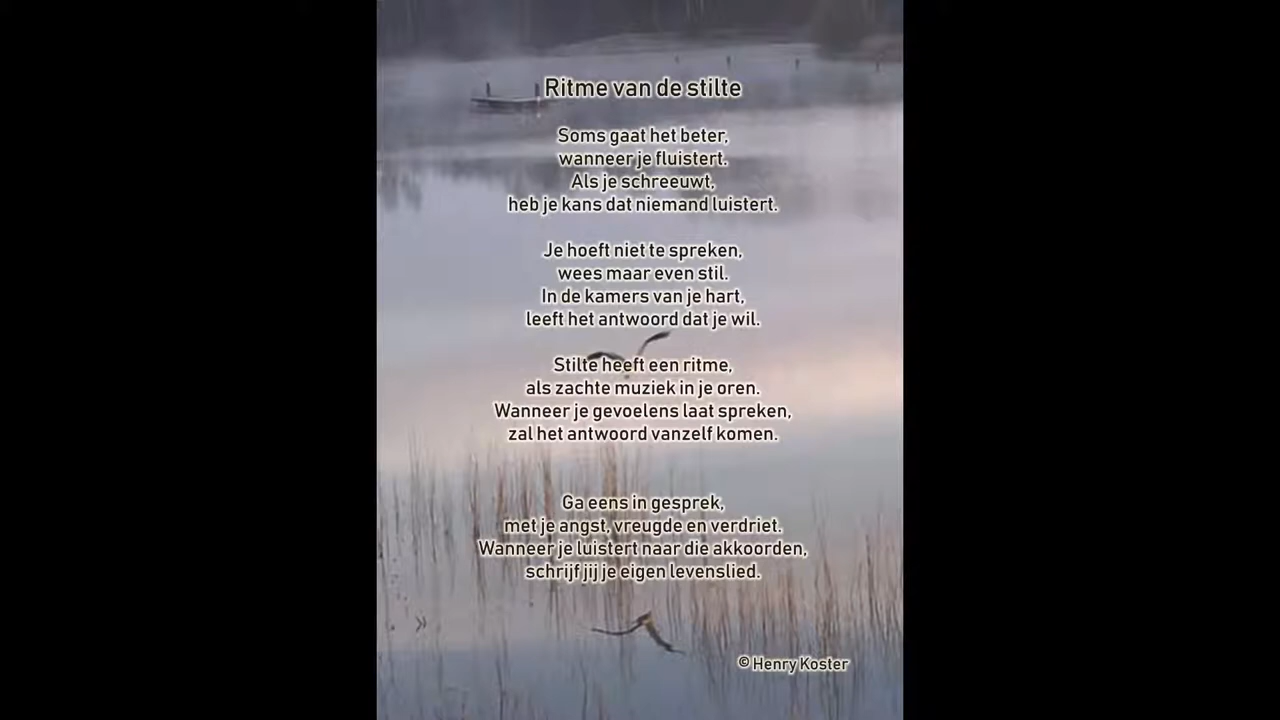 Ritme van de stilte
Soms gaat het beter,
wanneer je fluistert.
Als je schreeuwt,
heb je kans dat niemand luistert.
Je hoeft niet te spreken,
wees maar even stil.
In de kamers van je hart,
leeft het antwoord dat je wil.
Stilte heeft een ritme,
als zachte muziek in je oren.
Wanneer je gevoelens laat spreken,
zal het antwoord vanzelf komen.
Ga eens in gesprek,
met je angst, vreugde en verdriet.
Wanneer je luistert naar die akkoorden,
schrijf jij je eigen levenslied.
© Henry Koster